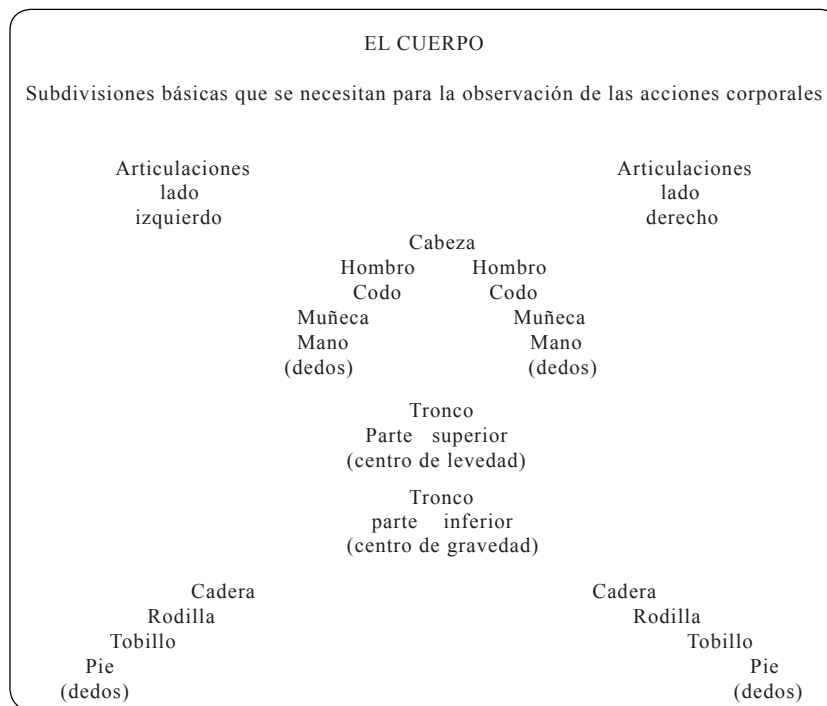 EL CUERPO
Subdivisiones básicas que se necesitan para la observación de las acciones corporales
Articulaciones Articulaciones
lado lado
izquierdo derecho
Cabeza
Hombro Hombro
Codo Codo
Muñeca Muñeca
Mano Mano
(dedos) (dedos)
Tronco
Parte superior
(centro de levedad)
Tronco
parte inferior
(centro de gravedad)
Cadera Cadera
Rodilla Rodilla
Tobillo Tobillo
Pie Pie
(dedos) (dedos)